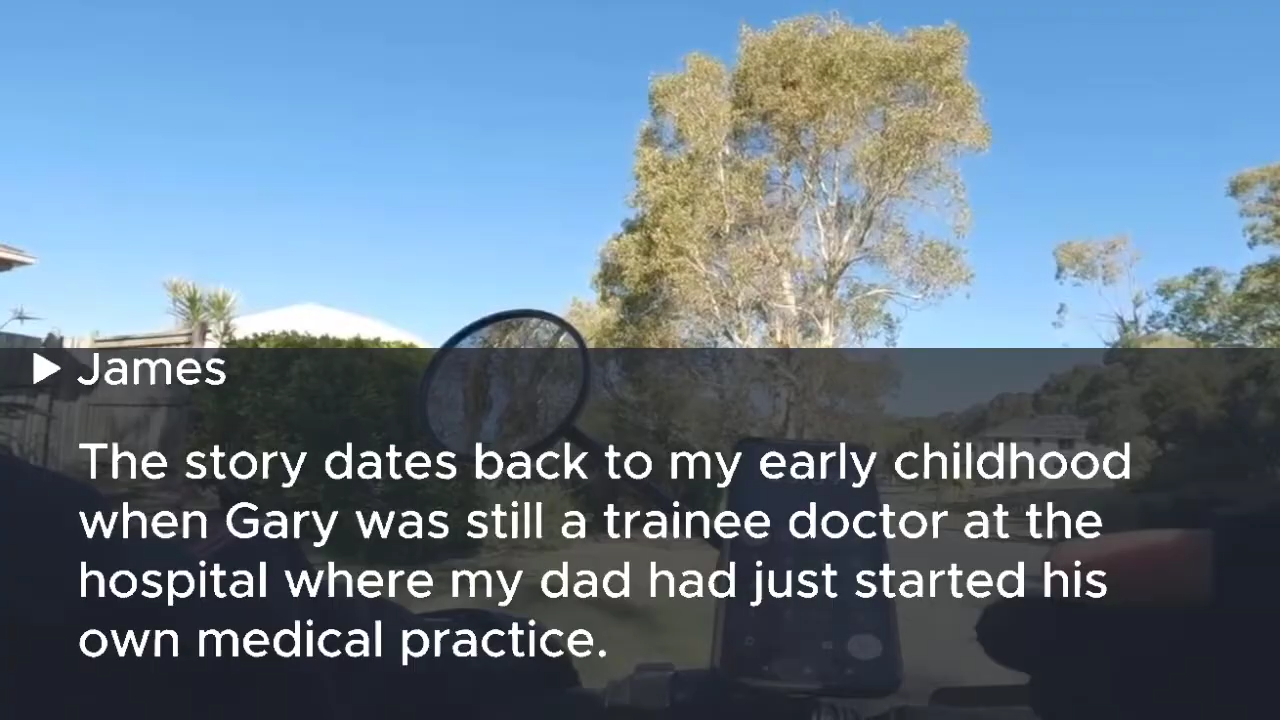 James
The story dates back to my early childhood
when Gary was still a trainee doctor at the
hospital where my dad had just started his
own medical practice.